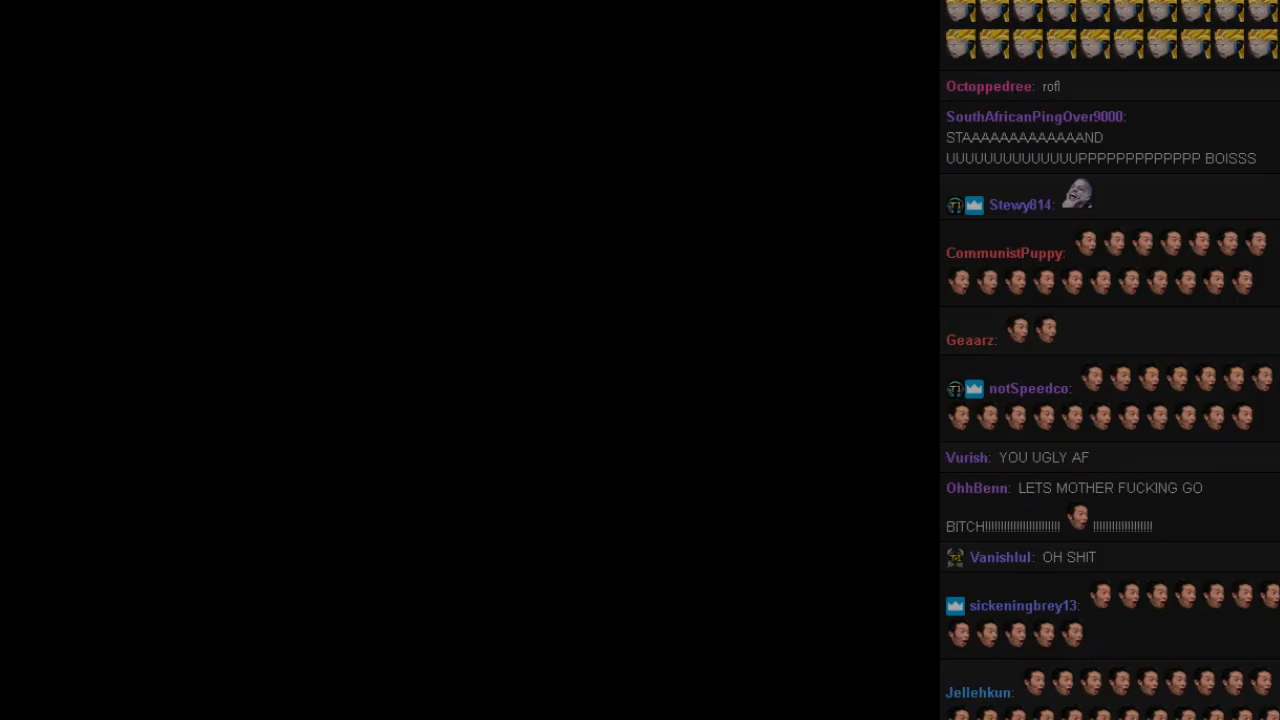 Octoppedree: rofl
SouthAfricanPingOver9000:
STAAAAAAAAAAAAAND
UUUUUUUUUUUUUUPPPPPPPPPPPPP BOISSS
Stewy814:
CommunistPuppy:
Geaarz:
notSpeedco:
Vurish: YOU UGLY AF
OhhBenn: LETS MOTHER FUCKING GO
BITCH!!!!!!!!!!!!!!!!!!!!!!!! !!!!!!!!!!!!!!!!!!!
Vanishlul: OH SHIT
sickeningbrey13:
Jellehkun: